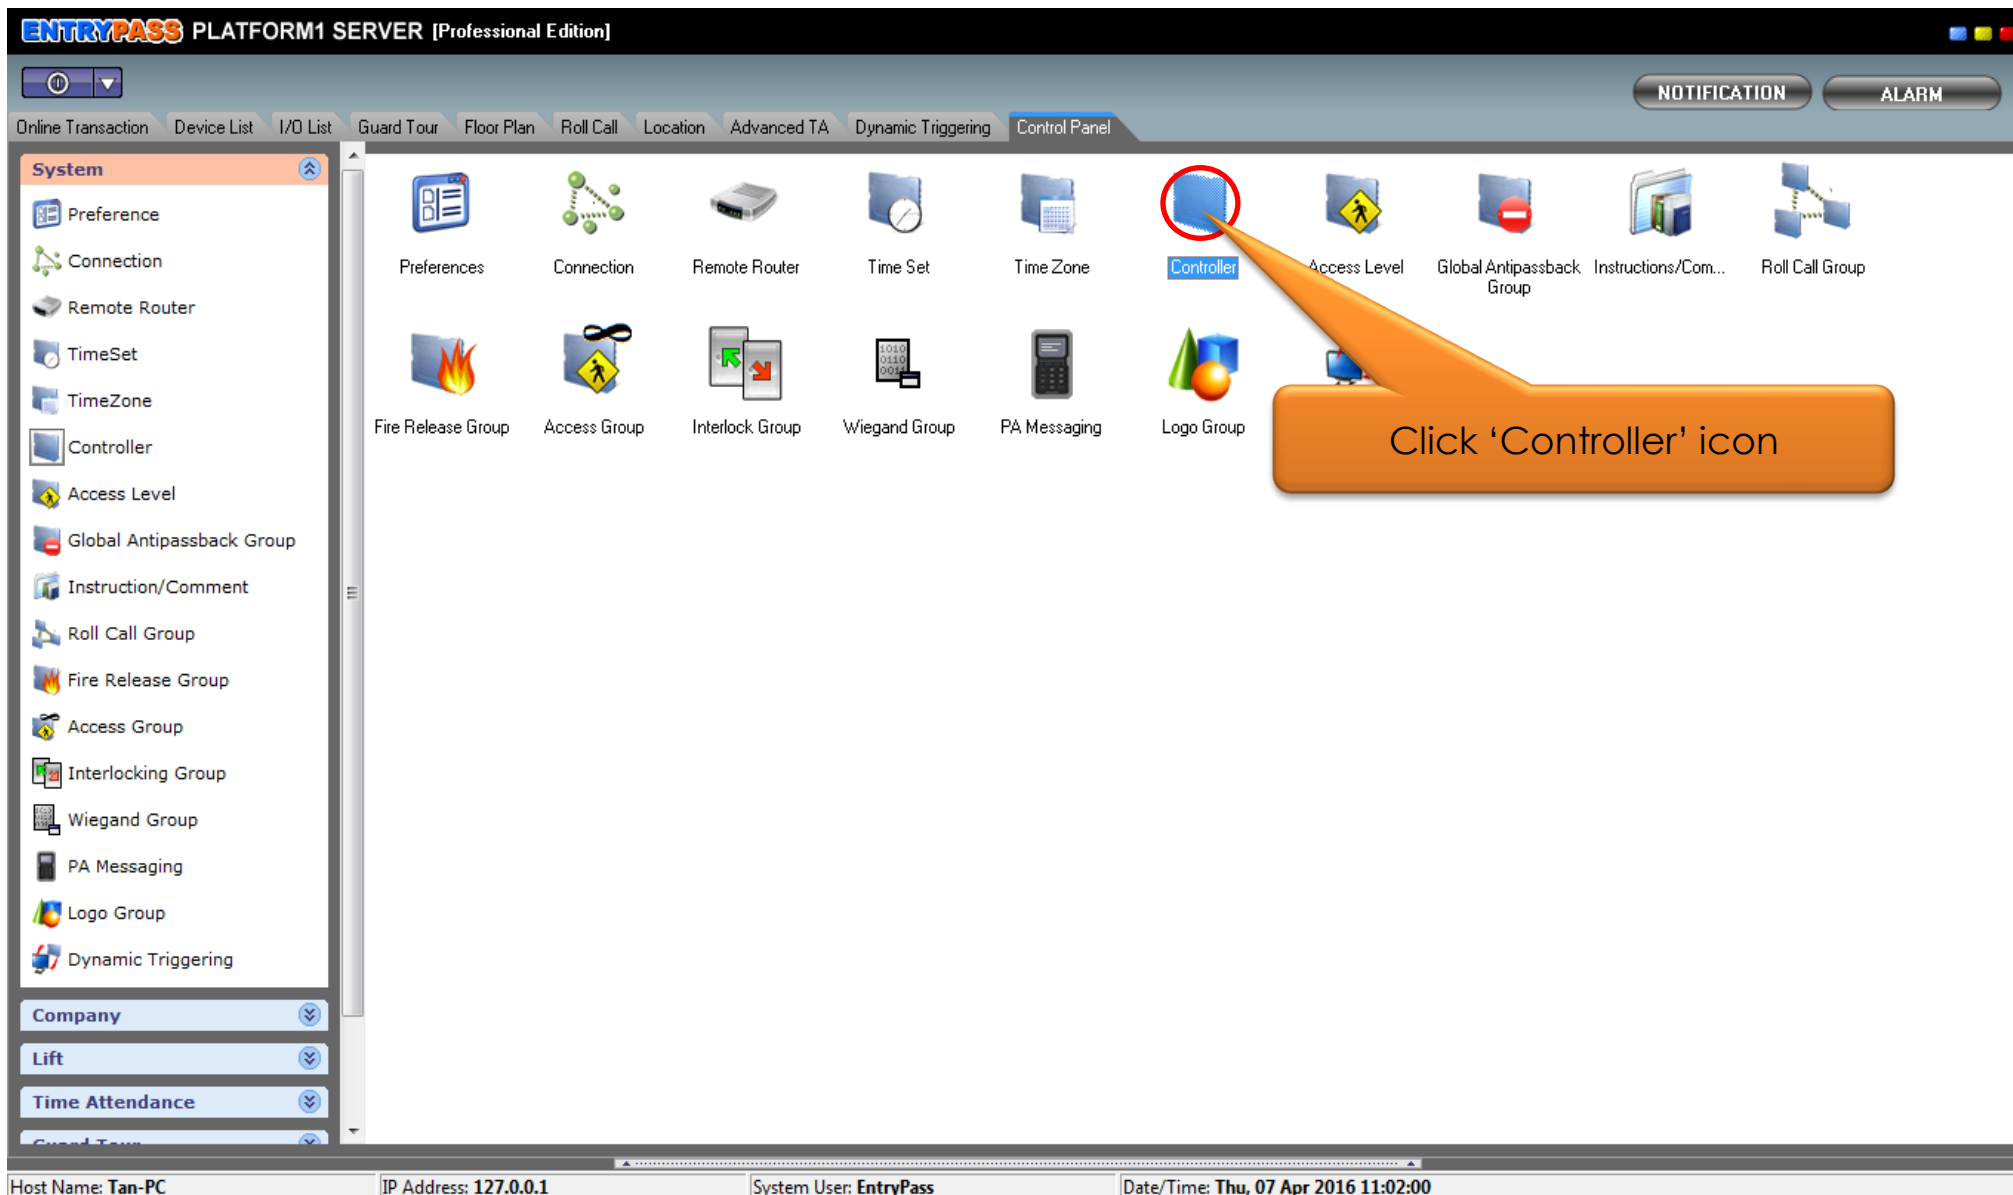 ENTRYPASS PLATFORM1 SERVER [Professional Edition]
NOTIFICATION ALARM
Online Transaction Device List I/O List Guard Tour Floor Plan Roll Call Location Advanced TA Dynamic Triggering Control Panel
System
Preference
Connection
Remote Router
TimeSet
TimeZone
Controller
Access Level
Global Antipassback Group
Instruction/Comment
Roll Call Group
Fire Release Group
Access Group
Interlocking Group
Wiegand Group
PA Messaging
Logo Group
Dynamic Triggering
Company
Lift
Time Attendance
Guard Tour
Preferences Connection Remote Router Time Set Time Zone Controller Access Level Global Antipassback Instructions/Com... Roll Call Group
Group
Fire Release Group Access Group Interlock Group Wiegand Group PA Messaging Logo Group
Click ‘Controller’ icon
Host Name: Tan-PC IP Address: 127.0.0.1 System User: EntryPass Date/Time: Thu, 07 Apr 2016 11:02:00